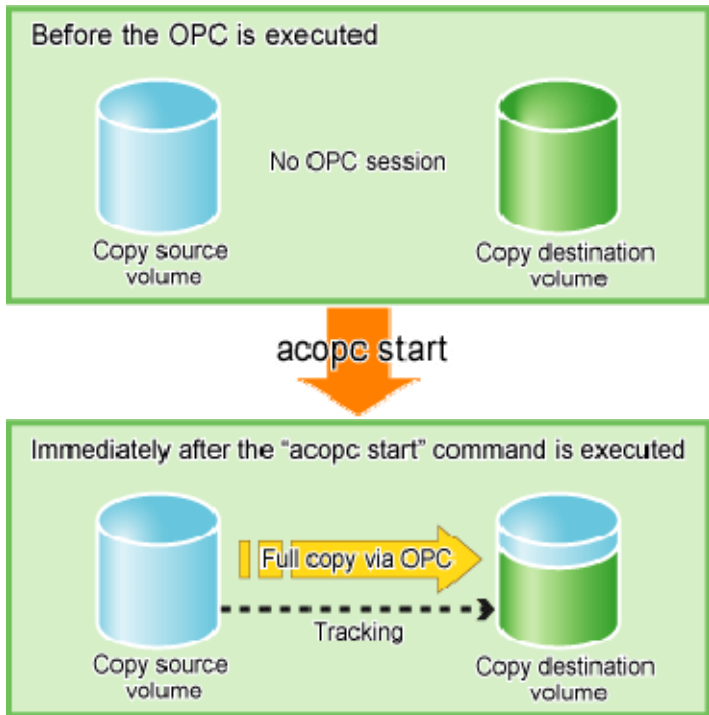 Before the OPC is executed
No OPC session
Copy source
volume
Copy destination
volume
acopc start
Immediately after the “acopc start” command is executed
Full copy via OPC
Tracking
Copy source
volume
Copy destination
volume